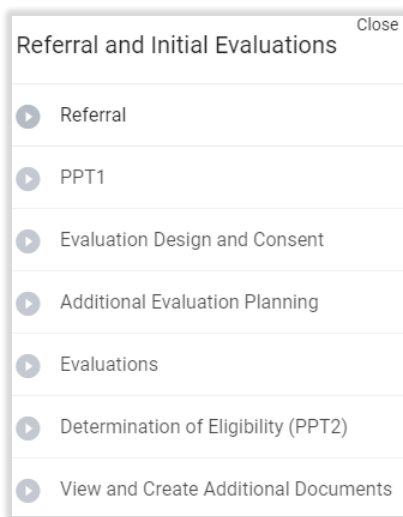 Close
Referral and Initial Evaluations
Referral
PPT1
Evaluation Design and Consent
Additional Evaluation Planning
Evaluations
Determination of Eligibility (PPT2)
View and Create Additional Documents